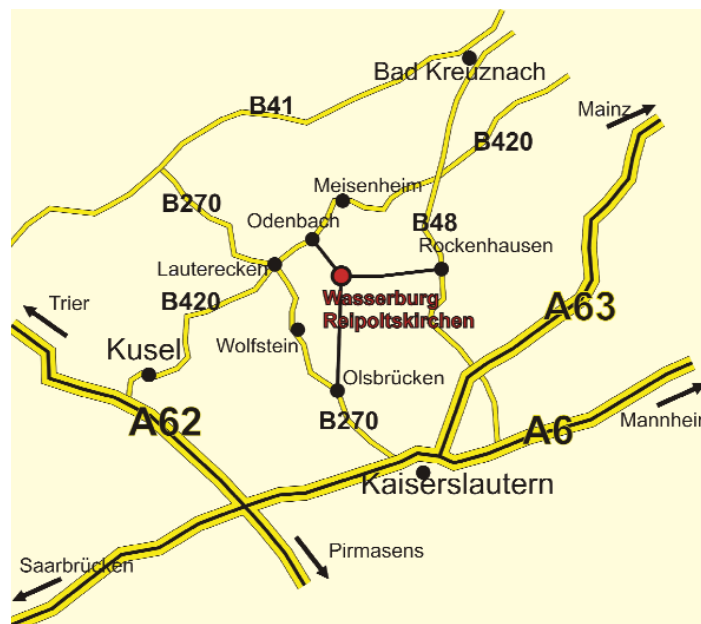 Bad Kreuznach
B41
Mainz
B420
Meisenheim
B270
Odenbach
B48
Rockenhausen
Lauterecken
Trier
B420
Wasserburg
Reipoltskirchen
A63
Kusel
Wolfstein
Olsbrücken
A62
B270
A6
Mannheim
Kaiserslautern
Saarbrücken
Pirmasens